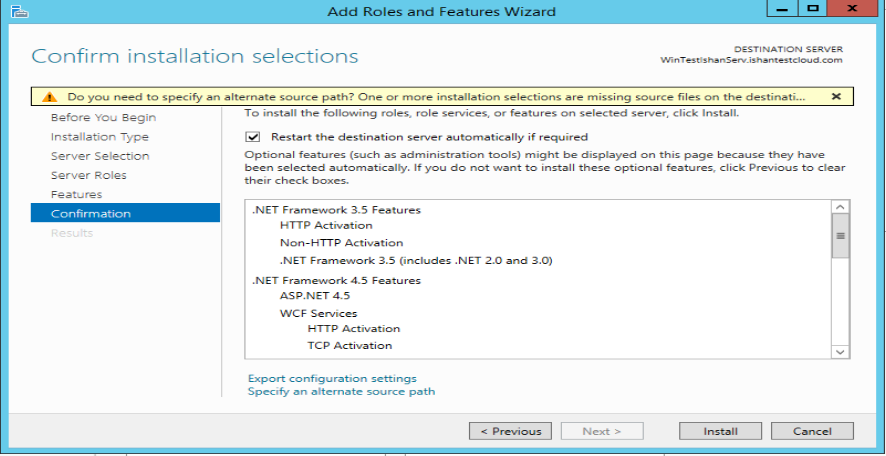 Add Roles and Features Wizard
Confirm installation selections
DESTINATION SERVER
WinTestIshanServ.ishantestcloud.com
Do you need to specify an alternate source path? One or more installation selections are missing source files on the destinati...
Before You Begin
Installation Type
Server Selection
Server Roles
Features
Confirmation
Results
To install the following roles, role services, or features on selected server, click Install.
Restart the destination server automatically if required
Optional features (such as administration tools) might be displayed on this page because they have
been selected automatically. If you do not want to install these optional features, click Previous to clear
their check boxes.
.NET Framework 3.5 Features
HTTP Activation
Non-HTTP Activation
.NET Framework 3.5 (includes .NET 2.0 and 3.0)
.NET Framework 4.5 Features
ASP.NET 4.5
WCF Services
HTTP Activation
TCP Activation
Export configuration settings
Specify an alternate source path
< Previous
Next >
Install
Cancel